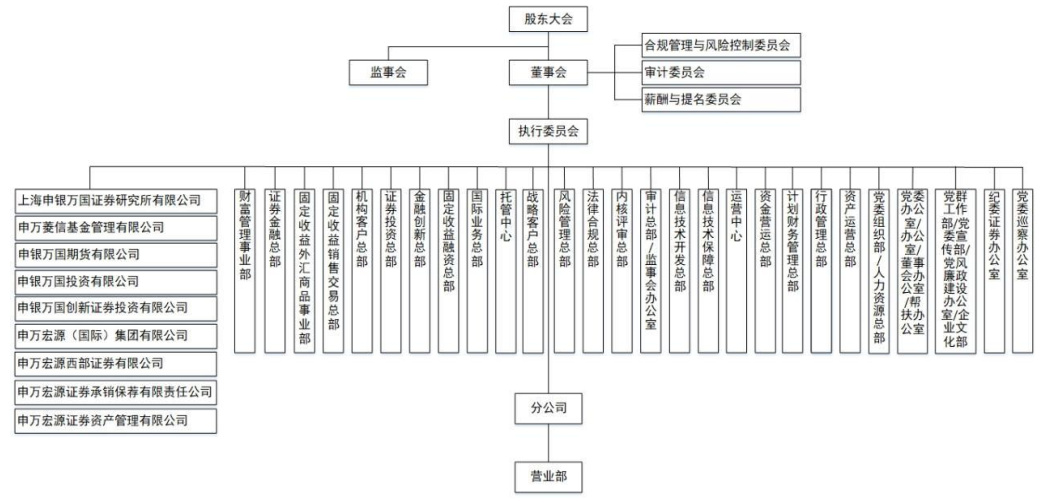 股东大会
监事会
董事会
合规管理与风险控制委员会
审计委员会
薪酬与提名委员会
执行委员会
上海申银万国证券研究所有限公司
申万菱信基金管理有限公司
申银万国期货有限公司
申银万国投资有限公司
申银万国创新证券投资有限公司
申万宏源（国际）集团有限公司
申万宏源西部证券有限公司
申万宏源证券承销保荐有限责任公司
申万宏源证券资产管理有限公司
财富管理事业部
证券金融总部
固定收益外汇商品事业部
固定收益销售交易总部
机构客户总部
证券投资总部
金融创新总部
固定收益融资总部
国际业务总部
托管中心
战略客户总部
风险管理总部
法律合规总部
内核评审总部
审计总部/监事会办公室
信息技术开发总部
信息技术保障总部
运营中心
资金营运总部
计划财务管理总部
行政管理总部
资产运营总部
党委组织部/人力资源总部
党委办公室/办公室/董事会办公室/帮扶办公室
党群工作部/党委宣传部/党风廉政建设办公室/企业文化部
纪委证券办公室
党委巡察办公室
分公司
营业部